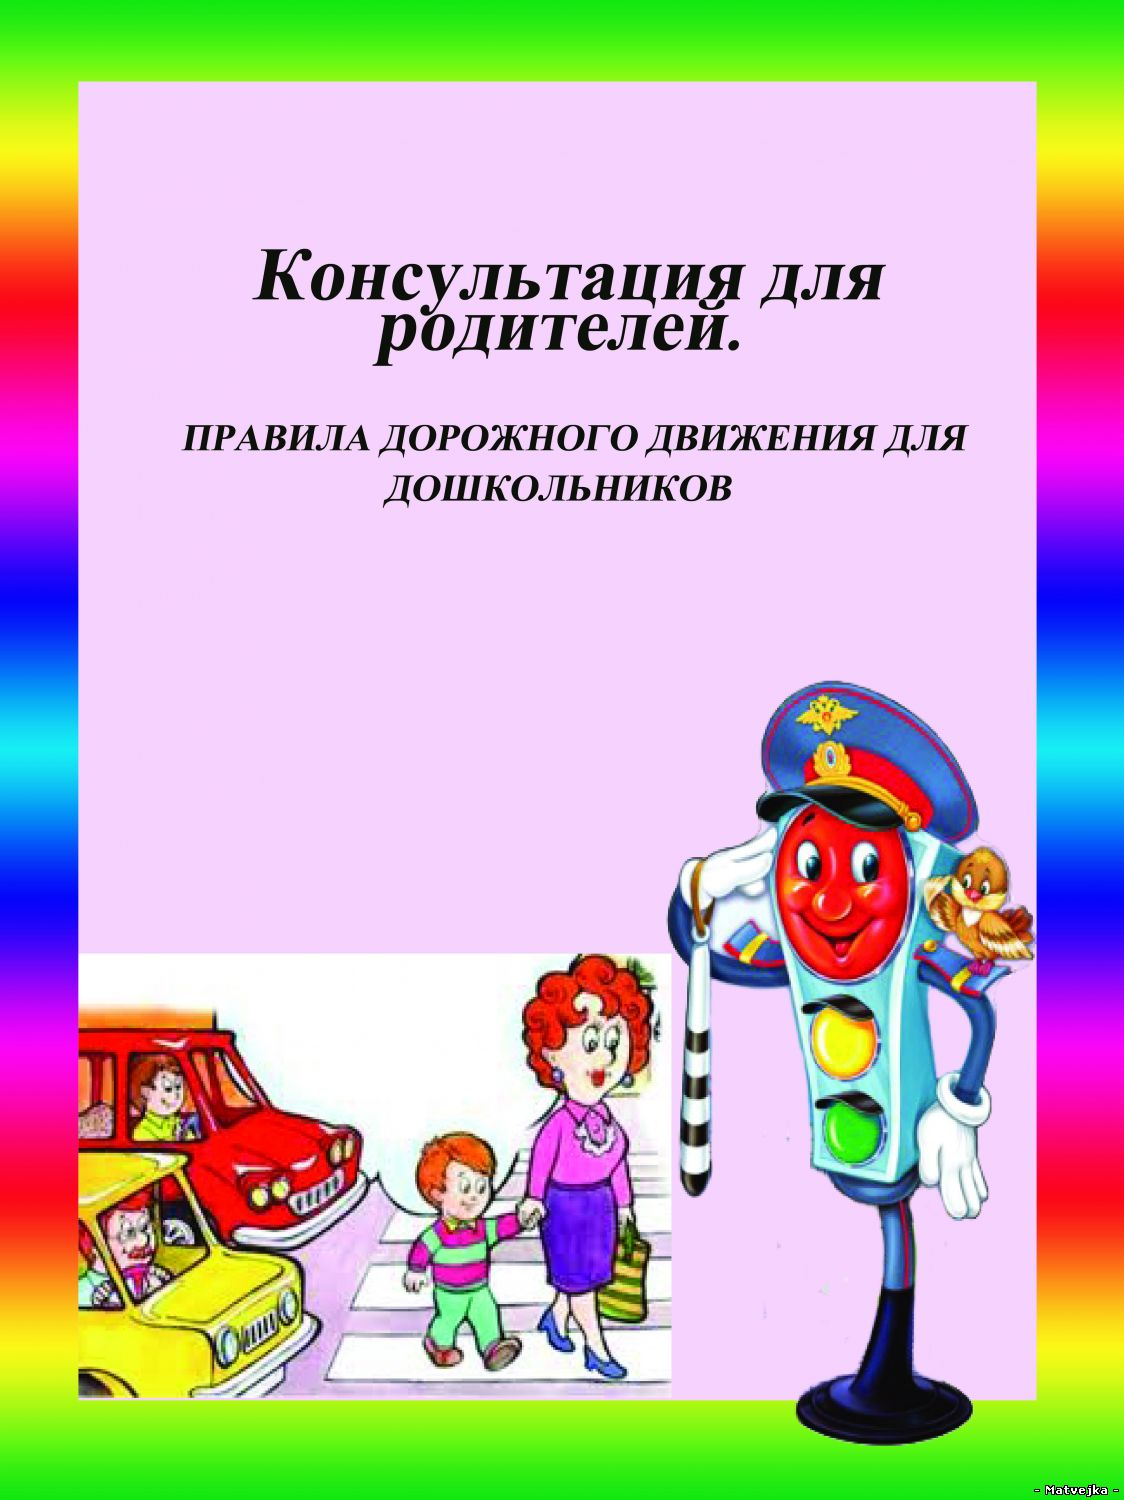 Консультация для
родителей.
ПРАВИЛА ДОРОЖНОГО ДВИЖЕНИЯ ДЛЯ
ДОШКОЛЬНИКОВ
- Matvejka -